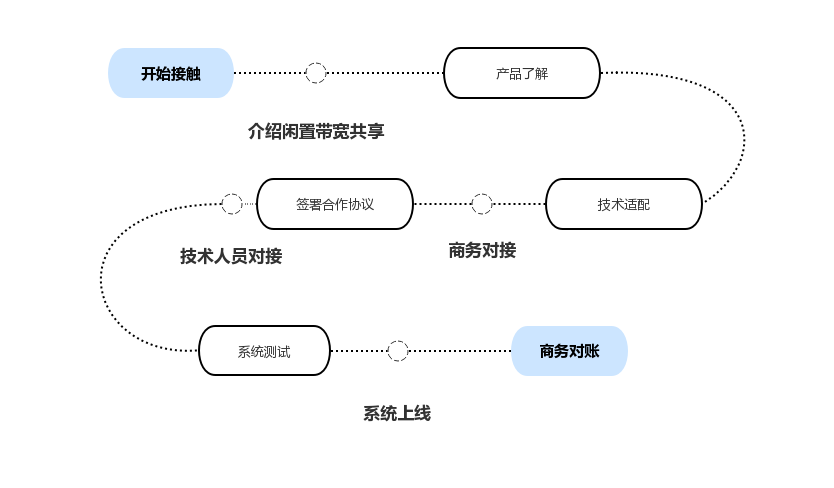 开始接触
产品了解
介绍闲置带宽共享
签署合作协议
技术适配
技术人员对接
商务对接
系统测试
商务对账
系统上线